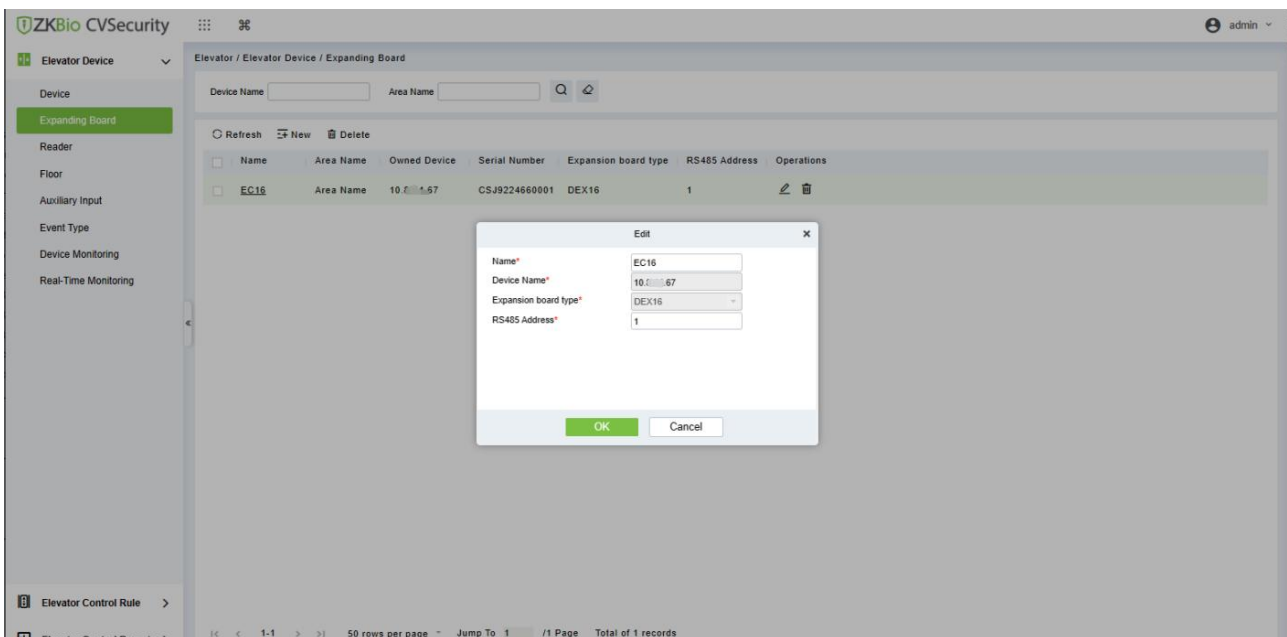 ZKBio CVSecurity
admin
Elevator Device
Elevator / Elevator Device / Expanding Board
Device
Expanding Board
Reader
Floor
Auxiliary Input
Event Type
Device Monitoring
Real-Time Monitoring
Device Name Area Name
Refresh New Delete
Name Area Name Owned Device Serial Number Expansion board type RS485 Address Operations
EC16 Area Name 10. .67 CSJ9224660001 DEX16 1
Edit
Name* EC16
Device Name* 10. .67
Expansion board type* DEX16
RS485 Address* 1
OK Cancel
Elevator Control Rule
1-1 50 rows per page Jump To 1 /1 Page Total of 1 records